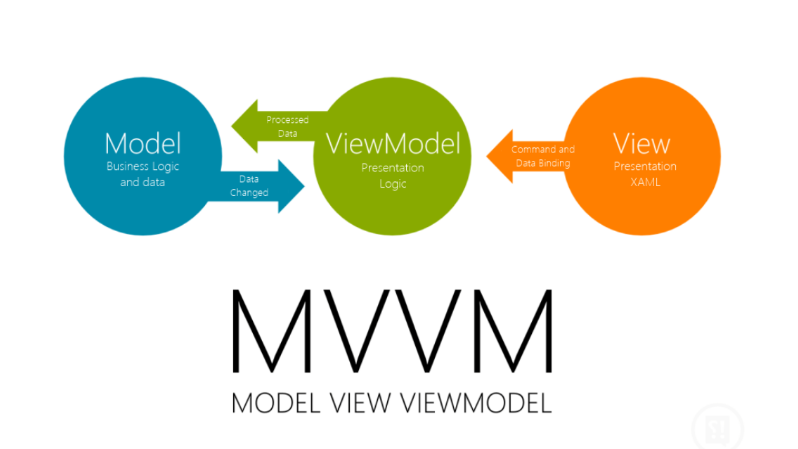 Model
Business Logic
and data
Processed
Data
Data
Changed
ViewModel
Presentation
Logic
Command and
Data Binding
View
Presentation
XAML
MVVM
MODEL VIEW VIEWMODEL